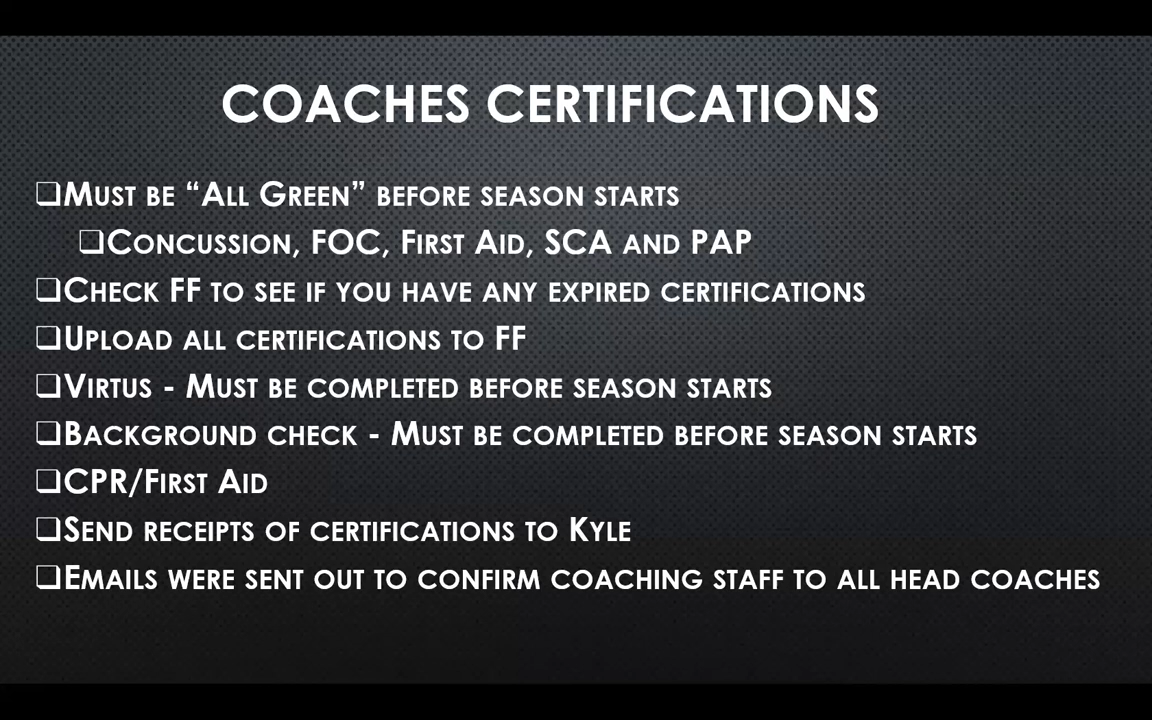 COACHES CERTIFICATIONS
❑MUST BE “ALL GREEN” BEFORE SEASON STARTS
❑CONCUSSION, FOC, FIRST AID, SCA AND PAP
❑CHECK FF TO SEE IF YOU HAVE ANY EXPIRED CERTIFICATIONS
❑UPLOAD ALL CERTIFICATIONS TO FF
❑VIRTUS - MUST BE COMPLETED BEFORE SEASON STARTS
❑BACKGROUND CHECK - MUST BE COMPLETED BEFORE SEASON STARTS
❑CPR/FIRST AID
❑SEND RECEIPTS OF CERTIFICATIONS TO KYLE
❑EMAILS WERE SENT OUT TO CONFIRM COACHING STAFF TO ALL HEAD COACHES